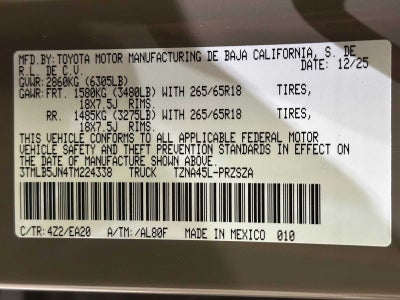 MFD.BY:TOYOTA MOTOR MANUFACTURING DE BAJA CALIFORNIA, S. DE
R.L. DE C.V. DATE: 12/25
GVWR:2860KG (6305LB)
GAWR:FRT. 1580KG (3480LB) WITH 265/65R18 TIRES,
18X7.5J RIMS.
RR. 1485KG (3275LB) WITH 265/65R18 TIRES,
18X7.5J RIMS.
THIS VEHICLE CONFORMS TO ALL APPLICABLE FEDERAL MOTOR
VEHICLE SAFETY AND THEFT PREVENTION STANDARDS IN EFFECT ON
THE DATE OF MANUFACTURE SHOWN ABOVE.
3TMLB5JN4TM224338 TRUCK TZNA45L-PRZSZA
C/TR: 4Z2/EA20 A/TM: /AL80F MADE IN MEXICO 010